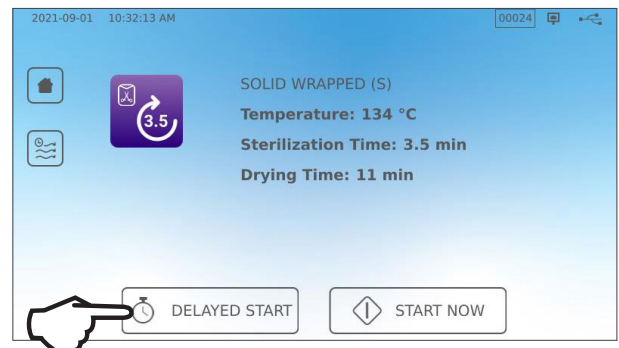 2021-09-01 10:32:13 AM 00024
SOLID WRAPPED (S)
3.5
Temperature: 134 °C
Sterilization Time: 3.5 min
Drying Time: 11 min
DELAYED START
START NOW